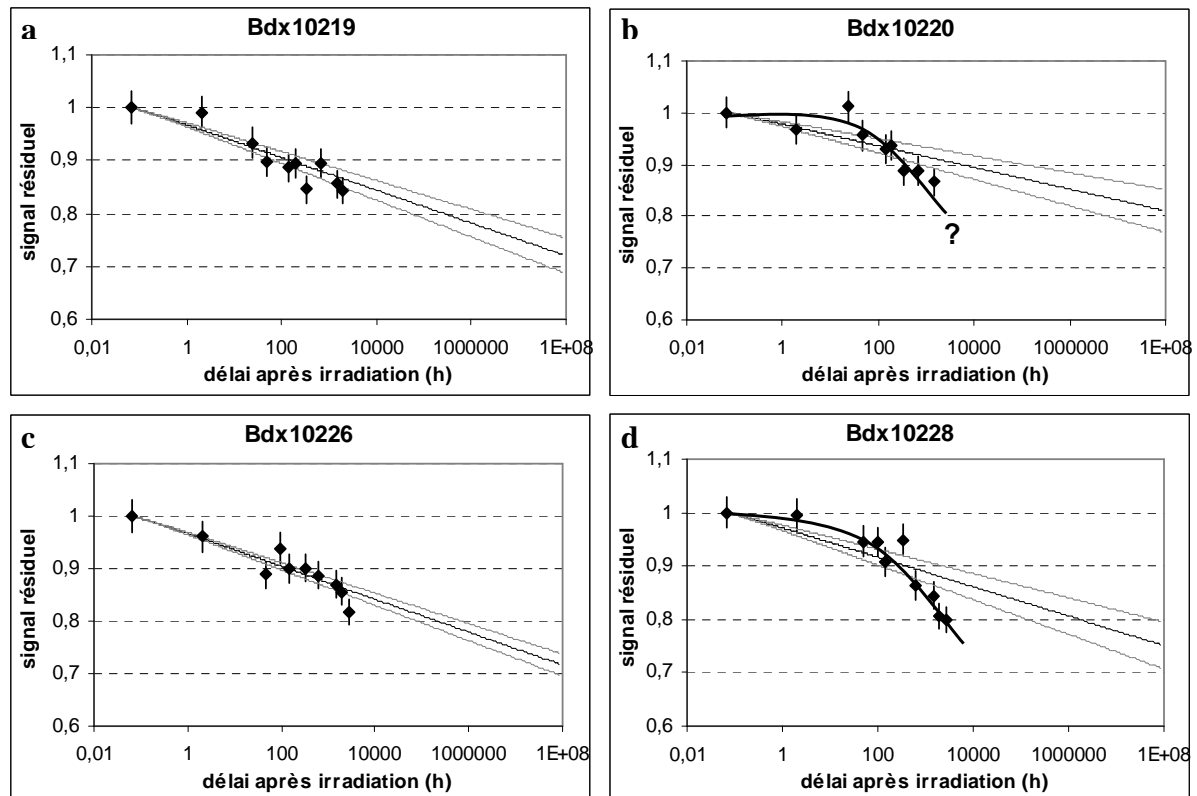 a
Bdx10219
1,1
1
0,9
0,8
0,7
0,6
signal résiduel
0,01 1 100 10000 1000000 1E+08
délai après irradiation (h)
b
Bdx10220
1,1
1
0,9
0,8
0,7
0,6
signal résiduel
?
0,01 1 100 10000 1000000 1E+08
délai après irradiation (h)
c
Bdx10226
1,1
1
0,9
0,8
0,7
0,6
signal résiduel
0,01 1 100 10000 1000000 1E+08
délai après irradiation (h)
d
Bdx10228
1,1
1
0,9
0,8
0,7
0,6
signal résiduel
0,01 1 100 10000 1000000 1E+08
délai après irradiation (h)